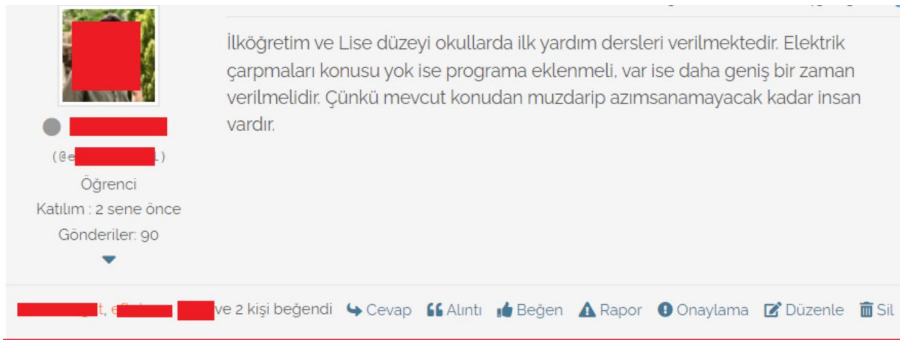 İlköğretim ve Lise düzeyi okullarda ilk yardım dersleri verilmektedir. Elektrik
çarpmaları konusu yok ise programa eklenmeli, var ise daha geniş bir zaman
verilmelidir. Çünkü mevcut konudan muzdarip azımsanamayacak kadar insan
vardır.
(@e
Öğrenci
Katılım : 2 sene önce
Gönderiler: 90
ve 2 kişi beğendi Cevap Alıntı Beğen Rapor Onaylama Düzenle Sil